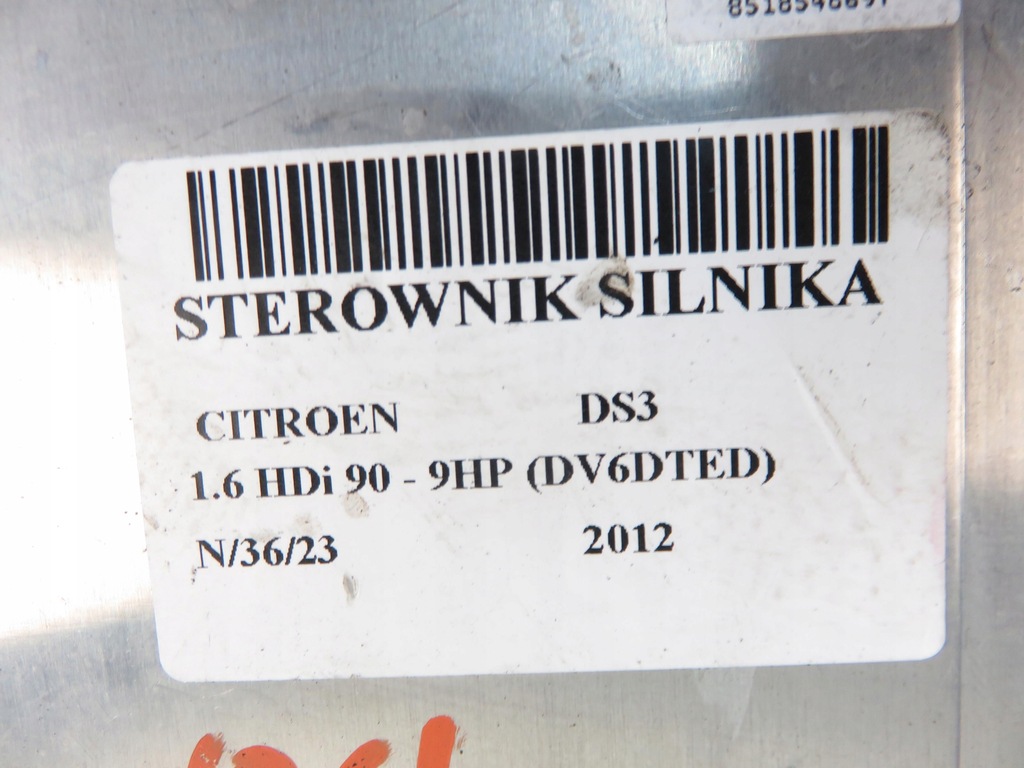 STEROWNIK SILNIKA
CITROEN DS3
1.6 HDi 90 - 9HP (DV6DTED)
N/36/23 2012